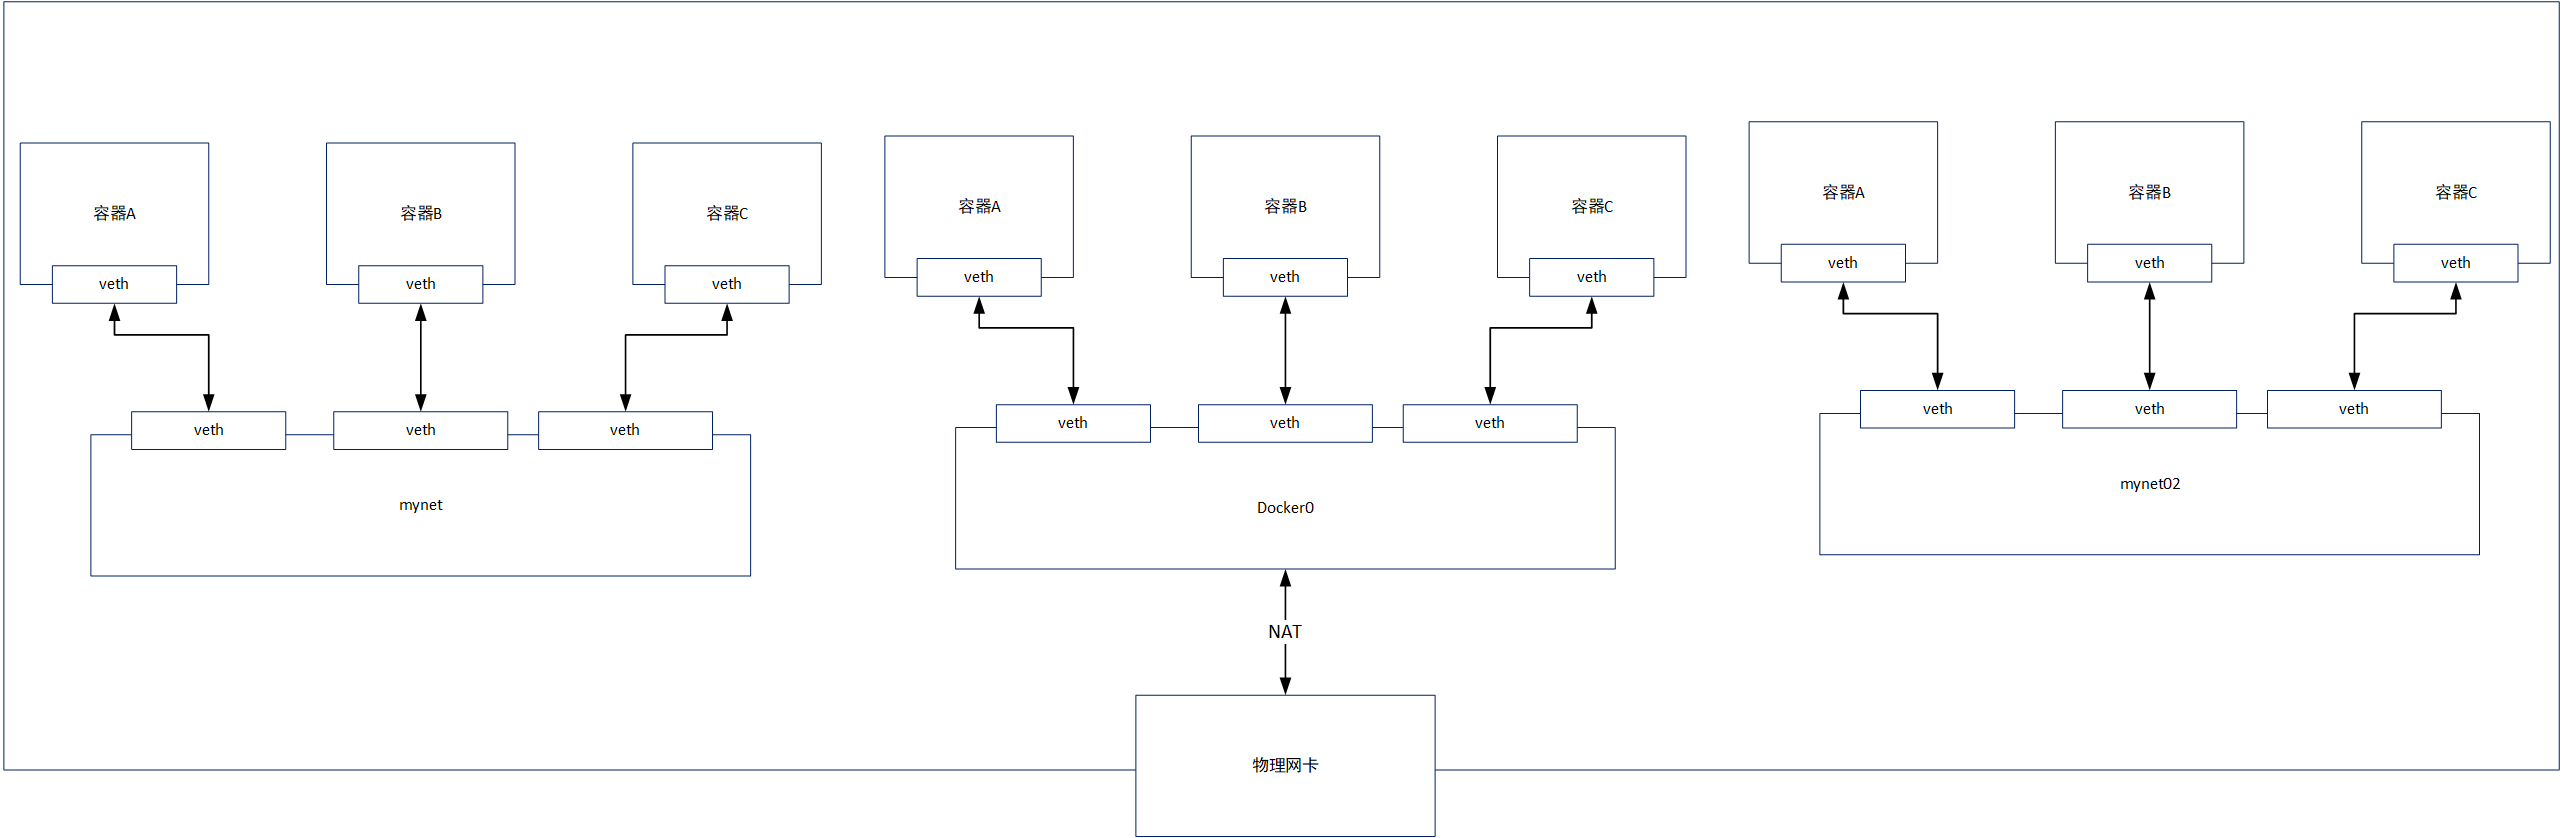 容器A
容器B
容器C
veth
veth
veth
veth
veth
veth
mynet
容器A
容器B
容器C
veth
veth
veth
veth
veth
veth
Docker0
NAT
物理网卡
容器A
容器B
容器C
veth
veth
veth
veth
veth
veth
mynet02